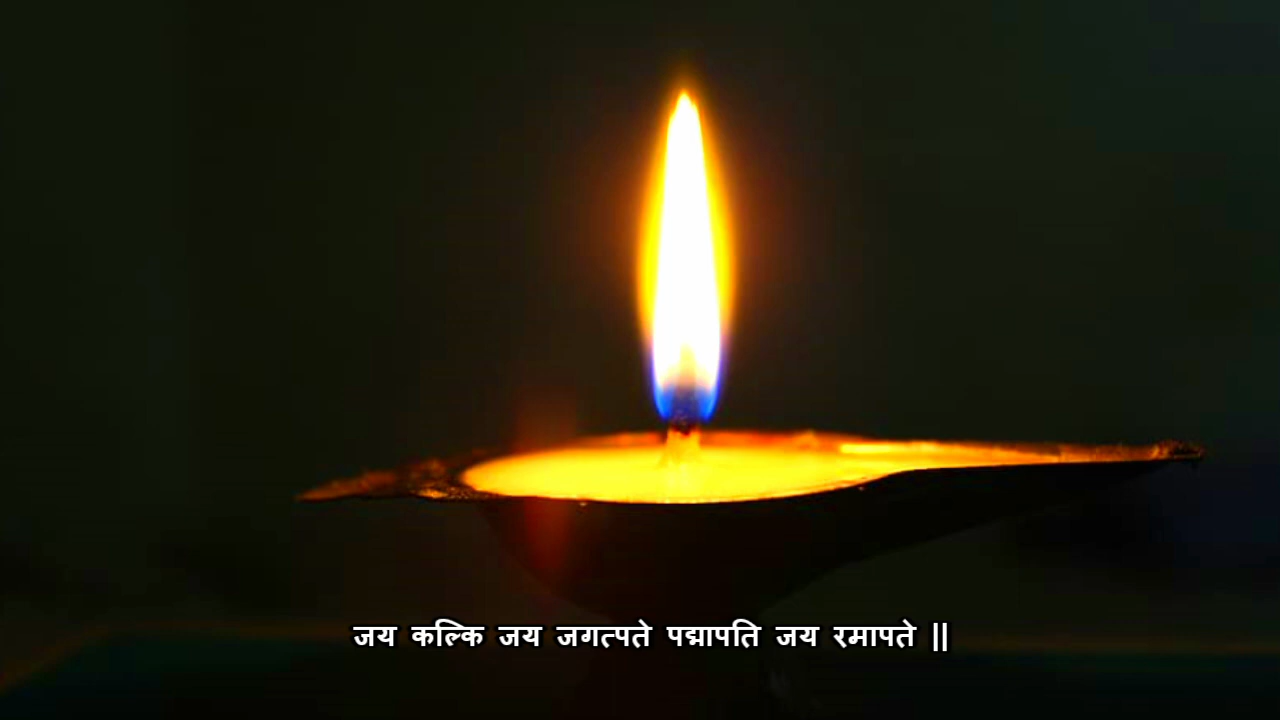 जय कल्कि जय जगत्पते पद्मापति जय रमापते ||